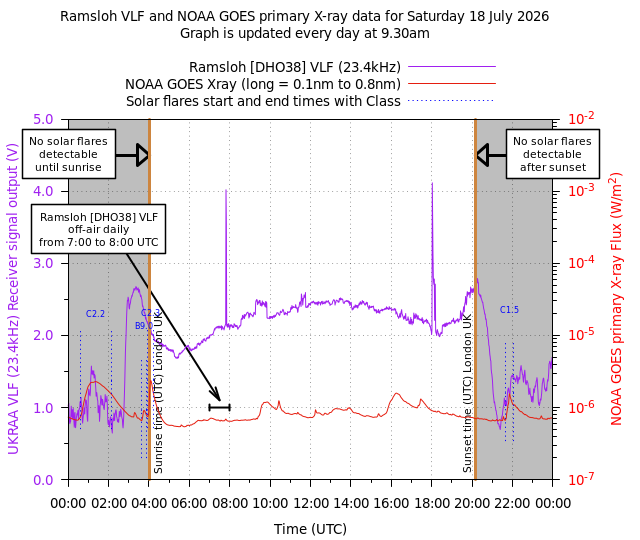 Ramsloh VLF and NOAA GOES primary X-ray data for Saturday 18 July 2026
Graph is updated every day at 9.30am
Ramsloh [DHO38] VLF (23.4kHz)
NOAA GOES Xray (long = 0.1nm to 0.8nm)
Solar flares start and end times with Class
5.0
4.0
3.0
2.0
1.0
0.0
10^-2
10^-3
10^-4
10^-5
10^-6
10^-7
No solar flares
detectable
until sunrise
No solar flares
detectable
after sunset
Ramsloh [DHO38] VLF
off-air daily
from 7:00 to 8:00 UTC
C2.2
B9.0
C1.5
Sunrise time (UTC) London UK
Sunset time (UTC) London UK
UKRAA VLF (23.4kHz) Receiver signal output (V)
NOAA GOES primary X-ray Flux (W/m²)
00:00 02:00 04:00 06:00 08:00 10:00 12:00 14:00 16:00 18:00 20:00 22:00 00:00
Time (UTC)